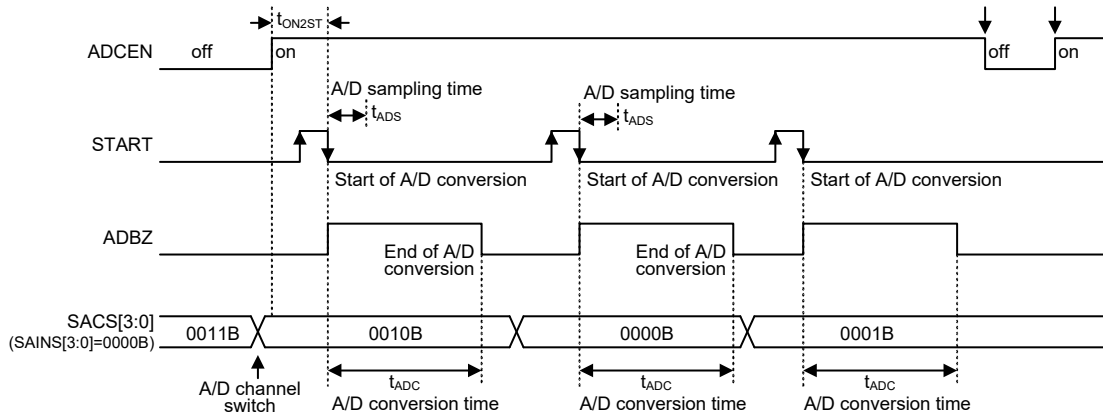 tON2ST
ADCEN
off
on
off
on
A/D sampling time
tADS
A/D sampling time
tADS
START
Start of A/D conversion
Start of A/D conversion
Start of A/D conversion
ADBZ
End of A/D
conversion
End of A/D
conversion
SACS[3:0]
(SAINS[3:0]=0000B)
0011B
0010B
0000B
0001B
A/D channel
switch
tADC
A/D conversion time
tADC
A/D conversion time
tADC
A/D conversion time